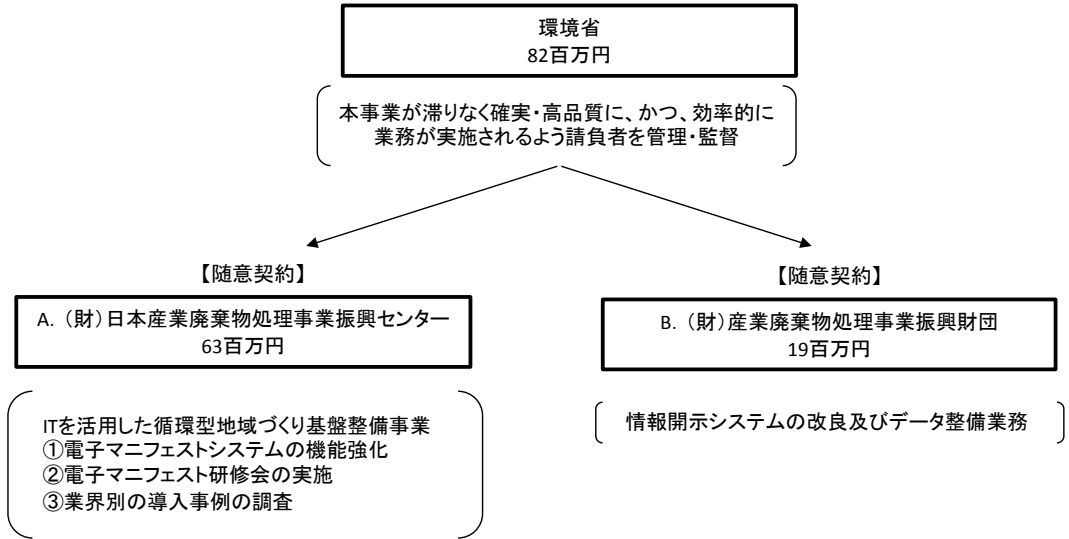 環境省
82百万円
本事業が滞りなく確実・高品質に、かつ、効率的に
業務が実施されるよう請負者を管理・監督
【随意契約】
A. （財）日本産業廃棄物処理事業振興センター
63百万円
ITを活用した循環型地域づくり基盤整備事業
①電子マニフェストシステムの機能強化
②電子マニフェスト研修会の実施
③業界別の導入事例の調査
【随意契約】
B. （財）産業廃棄物処理事業振興財団
19百万円
情報開示システムの改良及びデータ整備業務